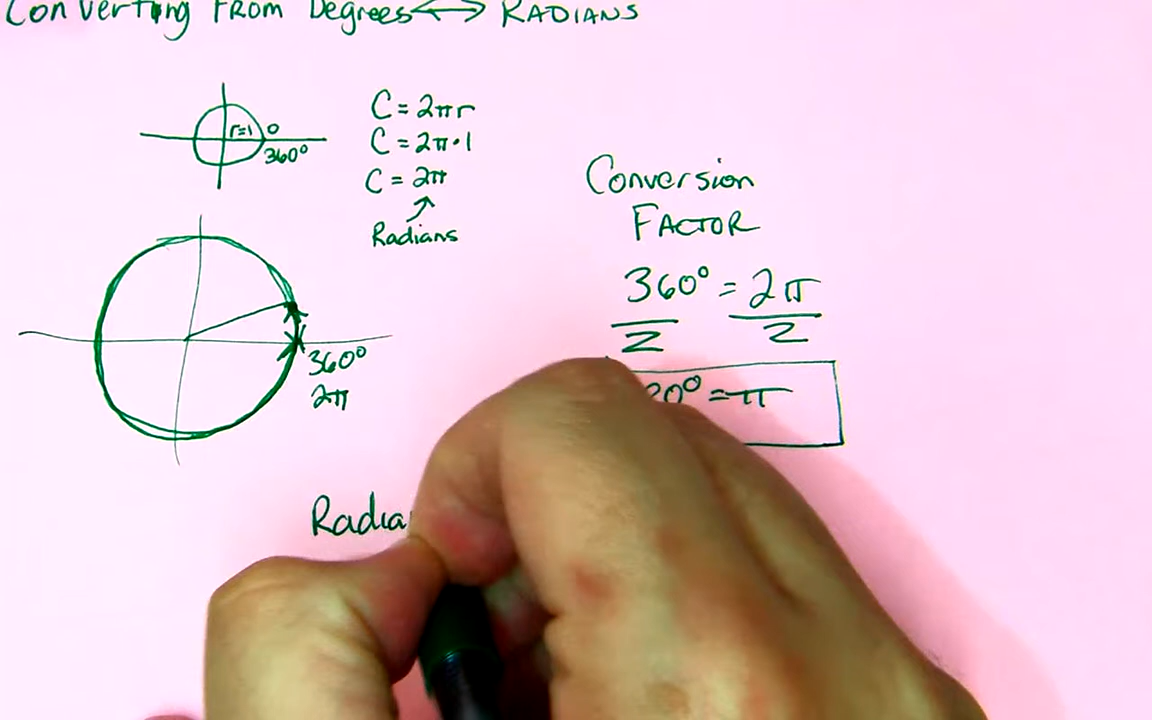 Converting From Degrees <-> RADIANS
r=1
0
360°
C = 2πr
C = 2π·1
C = 2π
Radians
360°
2π
Conversion
FACTOR
360° = 2π
2 2
= π